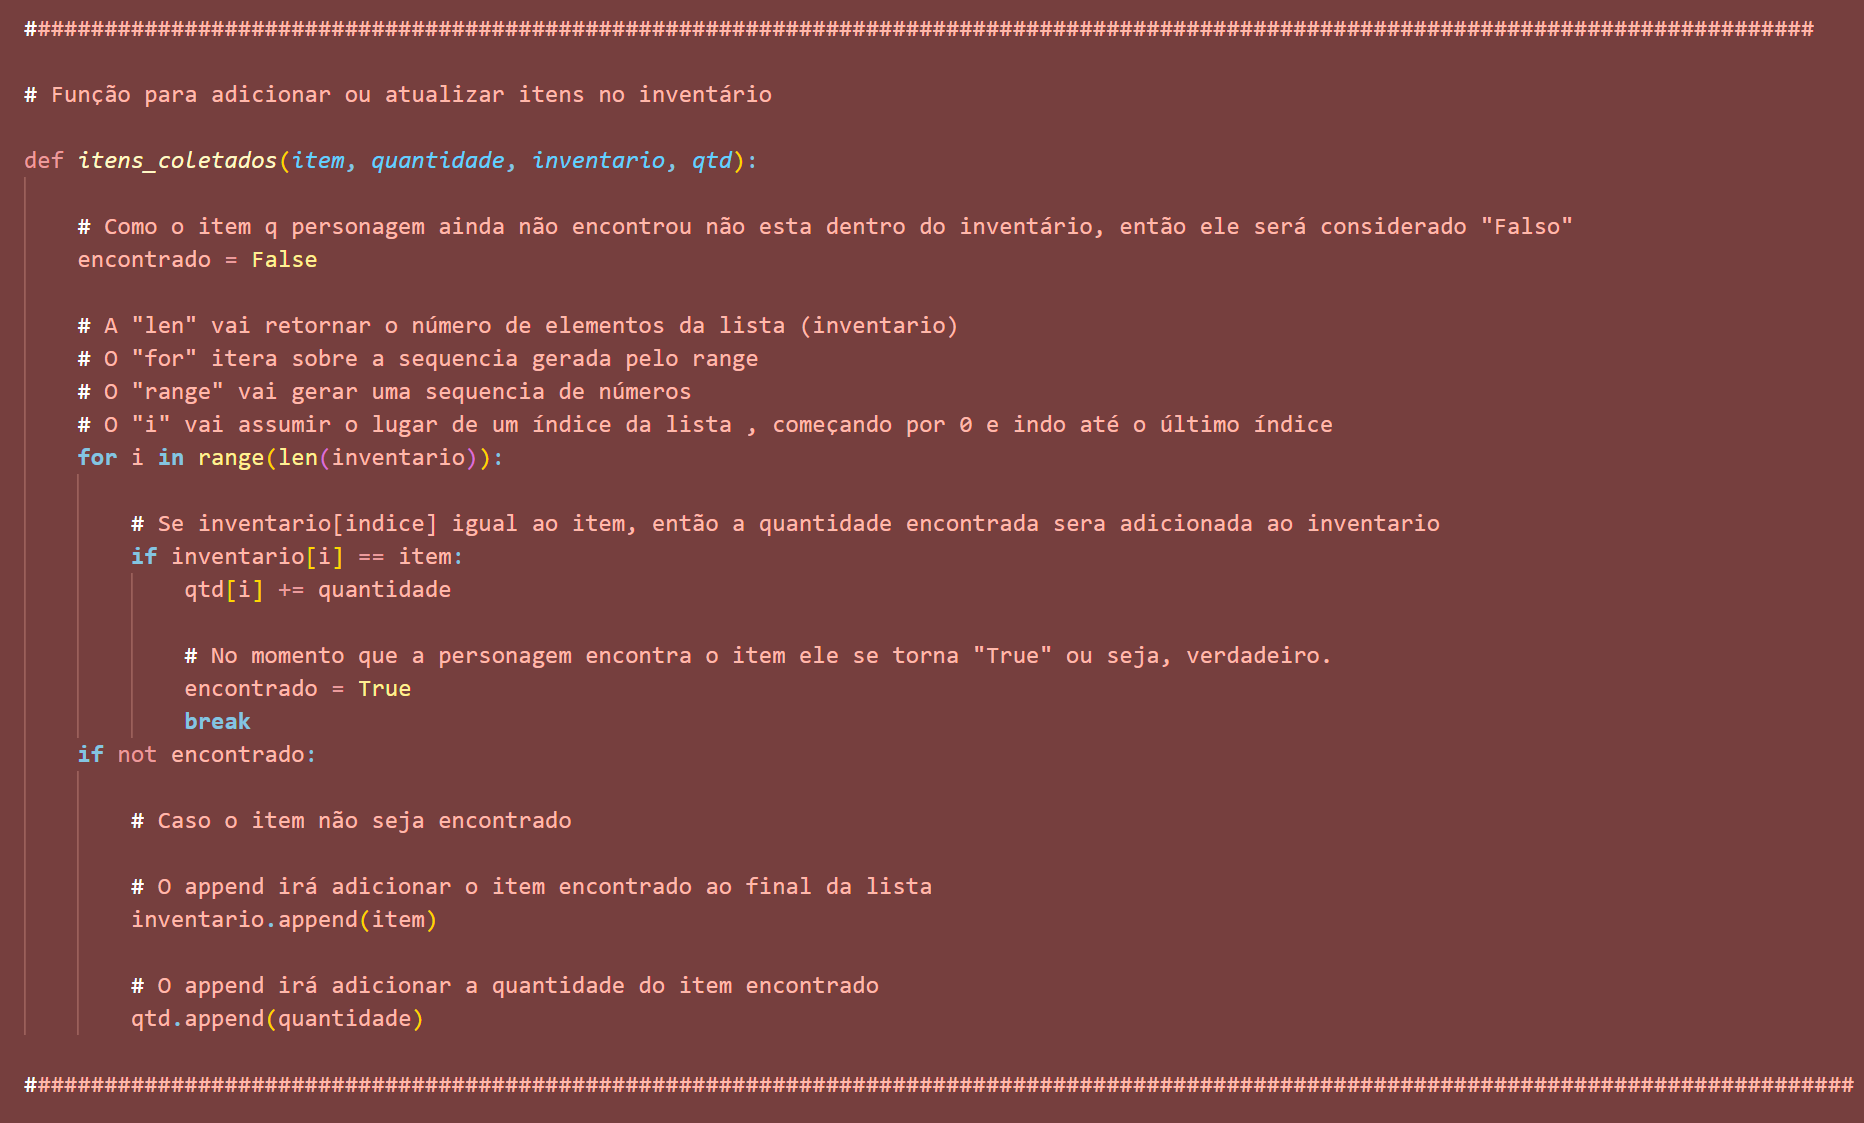 #######################################################################################################################################
# Função para adicionar ou atualizar itens no inventário
def itens_coletados(item, quantidade, inventario, qtd):
# Como o item q personagem ainda não encontrou não esta dentro do inventário, então ele será considerado "Falso"
encontrado = False
# A "len" vai retornar o número de elementos da lista (inventario)
# O "for" itera sobre a sequencia gerada pelo range
# O "range" vai gerar uma sequencia de números
# O "i" vai assumir o lugar de um índice da lista , começando por 0 e indo até o último índice
for i in range(len(inventario)):
# Se inventario[indice] igual ao item, então a quantidade encontrada sera adicionada ao inventario
if inventario[i] == item:
qtd[i] += quantidade
# No momento que a personagem encontra o item ele se torna "True" ou seja, verdadeiro.
encontrado = True
break
if not encontrado:
# Caso o item não seja encontrado
# O append irá adicionar o item encontrado ao final da lista
inventario.append(item)
# O append irá adicionar a quantidade do item encontrado
qtd.append(quantidade)
#########################################################################################################################################